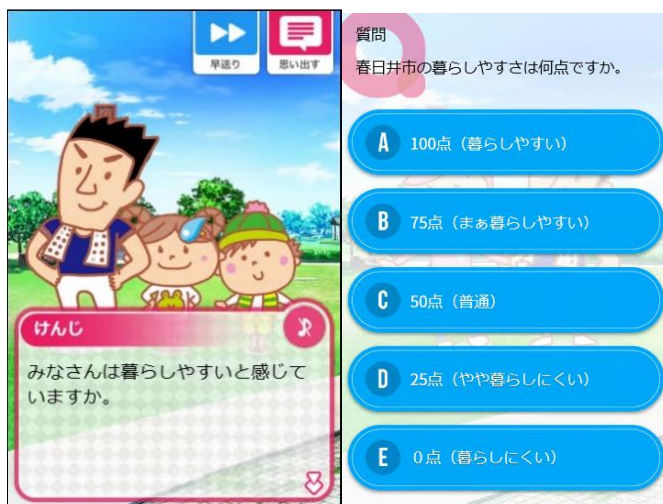 早送り
思い出す
けんじ
みなさんは暮らしやすいと感じて
いますか。
質問
春日井市の暮らしやすさは何点ですか。
A 100点（暮らしやすい）
B 75点（まぁ暮らしやすい）
C 50点（普通）
D 25点（やや暮らしにくい）
E 0点（暮らしにくい）